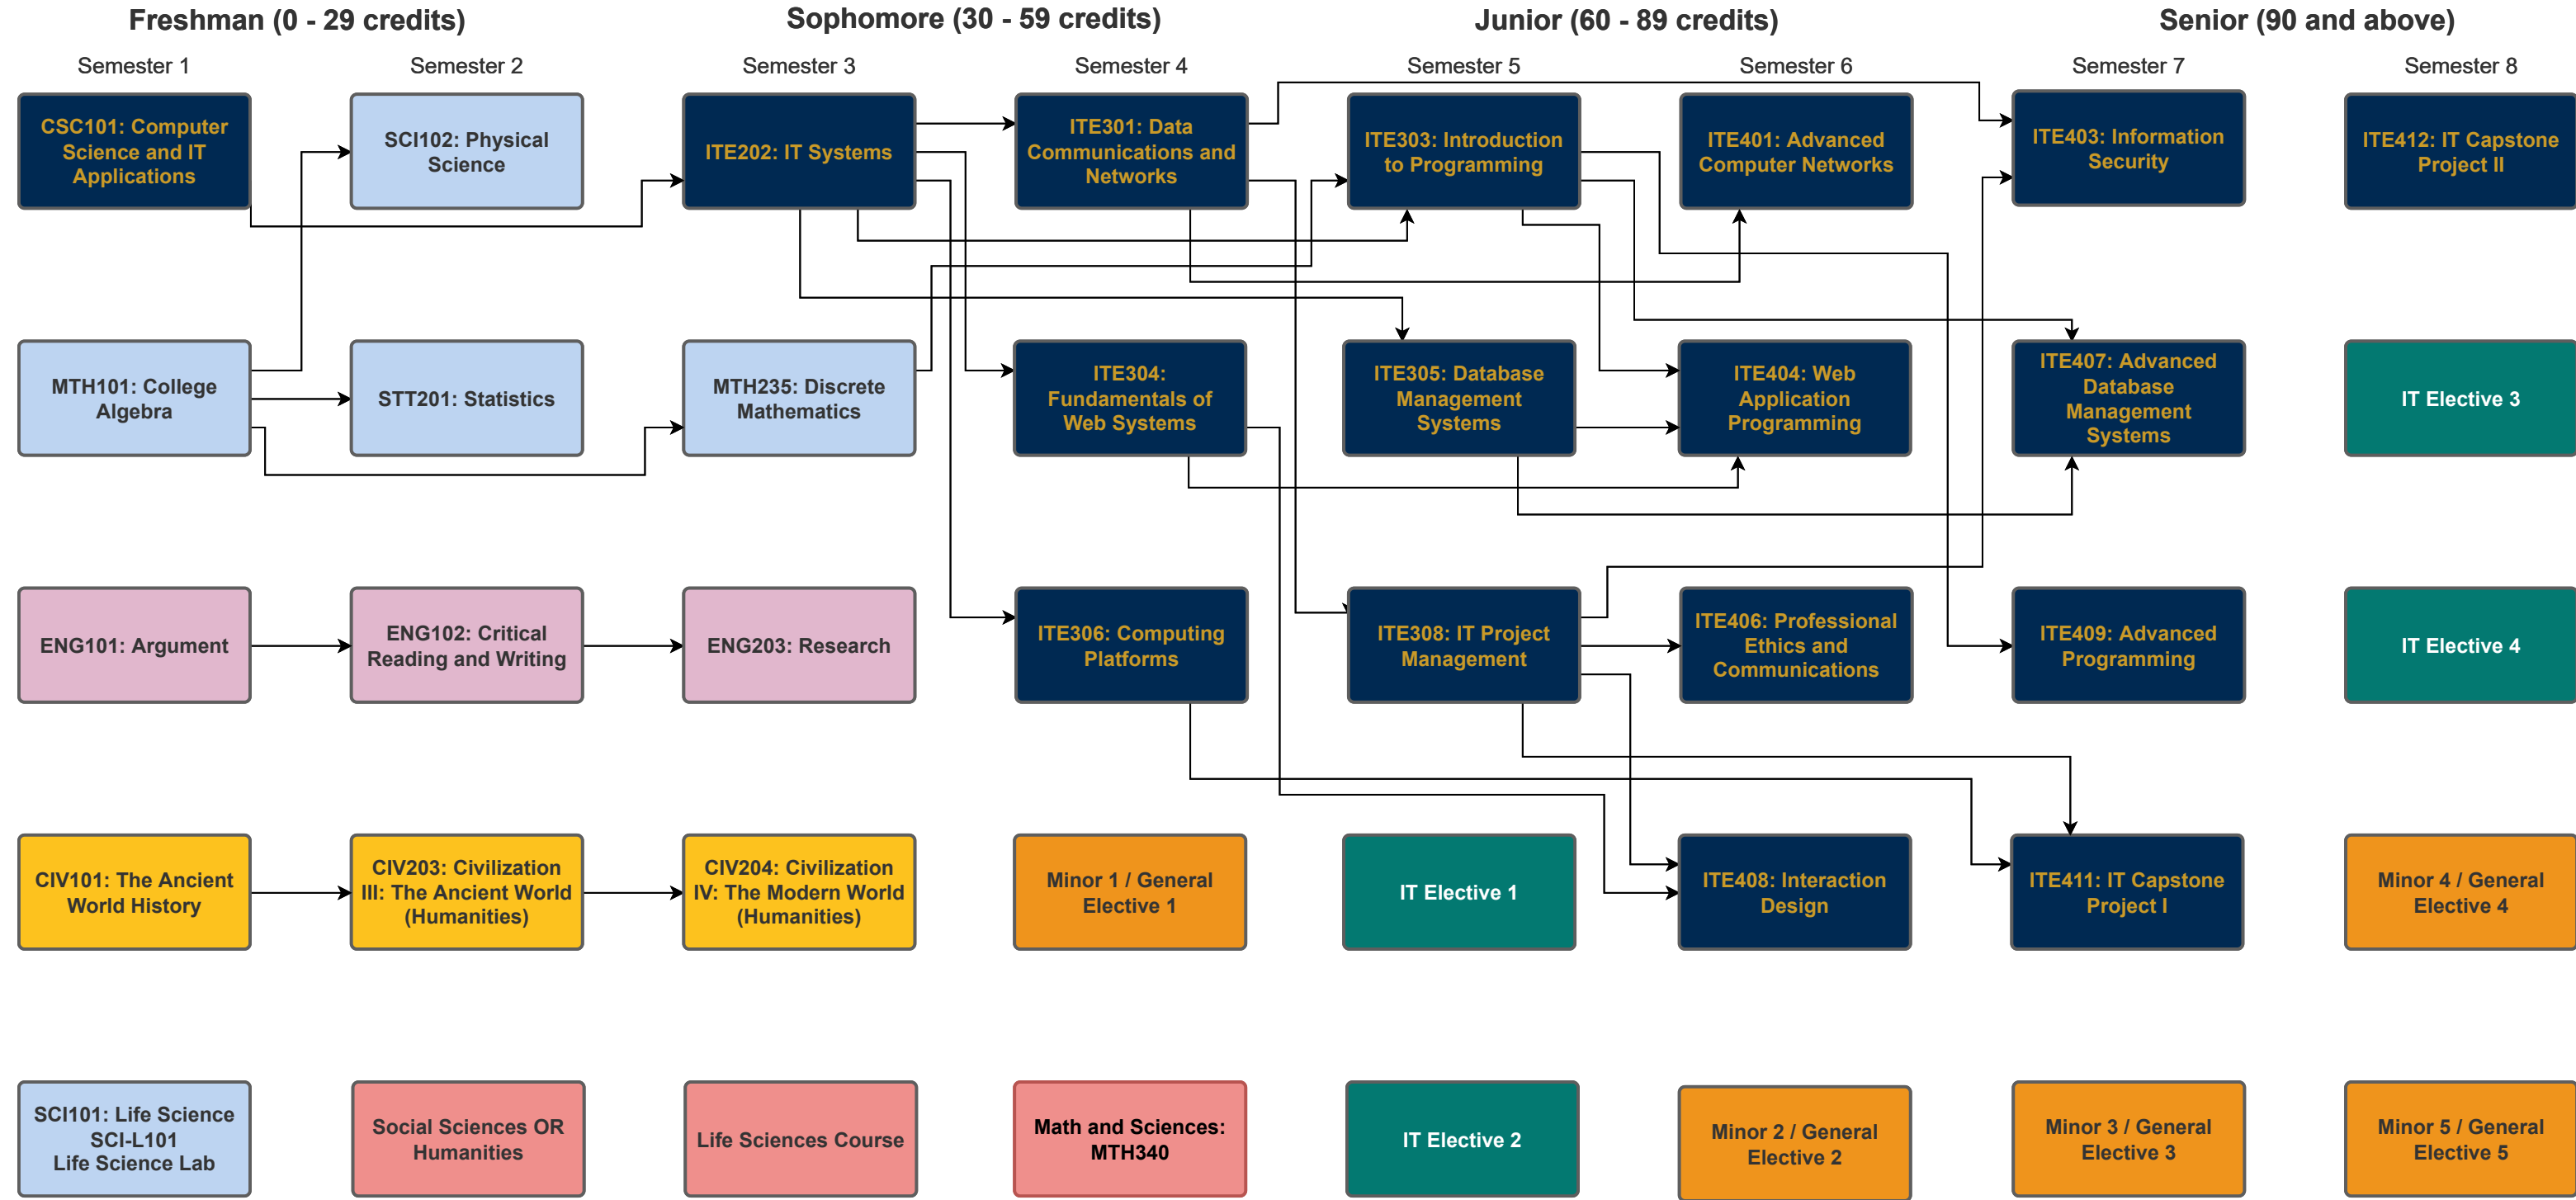 Freshman (0 - 29 credits)
Sophomore (30 - 59 credits)
Junior (60 - 89 credits)
Senior (90 and above)
Semester 1
Semester 2
Semester 3
Semester 4
Semester 5
Semester 6
Semester 7
Semester 8
CSC101: Computer
Science and IT
Applications
SCI102: Physical
Science
ITE202: IT Systems
ITE301: Data
Communications and
Networks
ITE303: Introduction
to Programming
ITE401: Advanced
Computer Networks
ITE403: Information
Security
ITE412: IT Capstone
Project II
MTH101: College
Algebra
STT201: Statistics
MTH235: Discrete
Mathematics
ITE304:
Fundamentals of
Web Systems
ITE305: Database
Management
Systems
ITE404: Web
Application
Programming
ITE407: Advanced
Database
Management
Systems
IT Elective 3
ENG101: Argument
ENG102: Critical
Reading and Writing
ENG203: Research
ITE306: Computing
Platforms
ITE308: IT Project
Management
ITE406: Professional
Ethics and
Communications
ITE409: Advanced
Programming
IT Elective 4
CIV101: The Ancient
World History
CIV203: Civilization
III: The Ancient World
(Humanities)
CIV204: Civilization
IV: The Modern World
(Humanities)
Minor 1 / General
Elective 1
IT Elective 1
ITE408: Interaction
Design
ITE411: IT Capstone
Project I
Minor 4 / General
Elective 4
SCI101: Life Science
SCI-L101
Life Science Lab
Social Sciences OR
Humanities
Life Sciences Course
Math and Sciences:
MTH340
IT Elective 2
Minor 2 / General
Elective 2
Minor 3 / General
Elective 3
Minor 5 / General
Elective 5